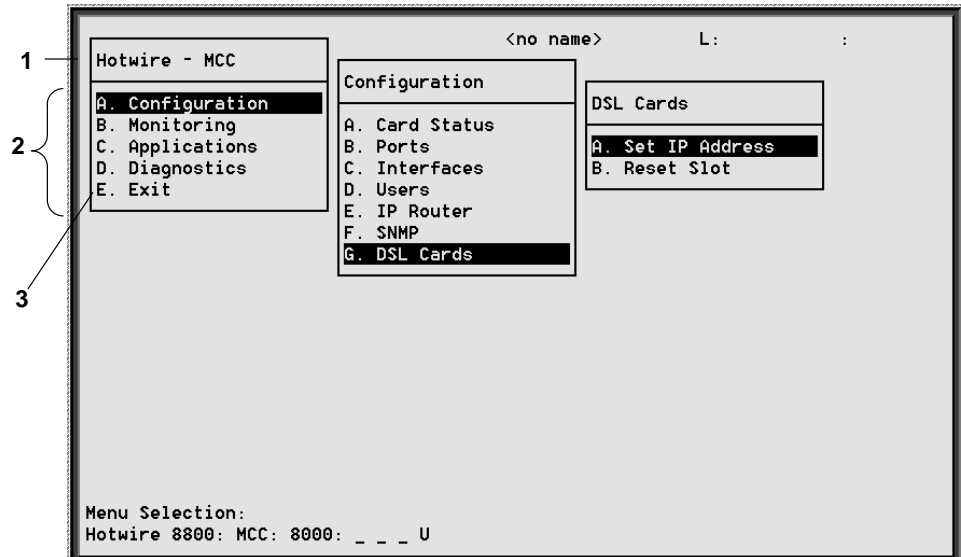 <no name> L: :
1
Hotwire - MCC
2
A. Configuration
B. Monitoring
C. Applications
D. Diagnostics
E. Exit
3
Configuration
A. Card Status
B. Ports
C. Interfaces
D. Users
E. IP Router
F. SNMP
G. DSL Cards
DSL Cards
A. Set IP Address
B. Reset Slot
Menu Selection:
Hotwire 8800: MCC: 8000: _ _ _ U